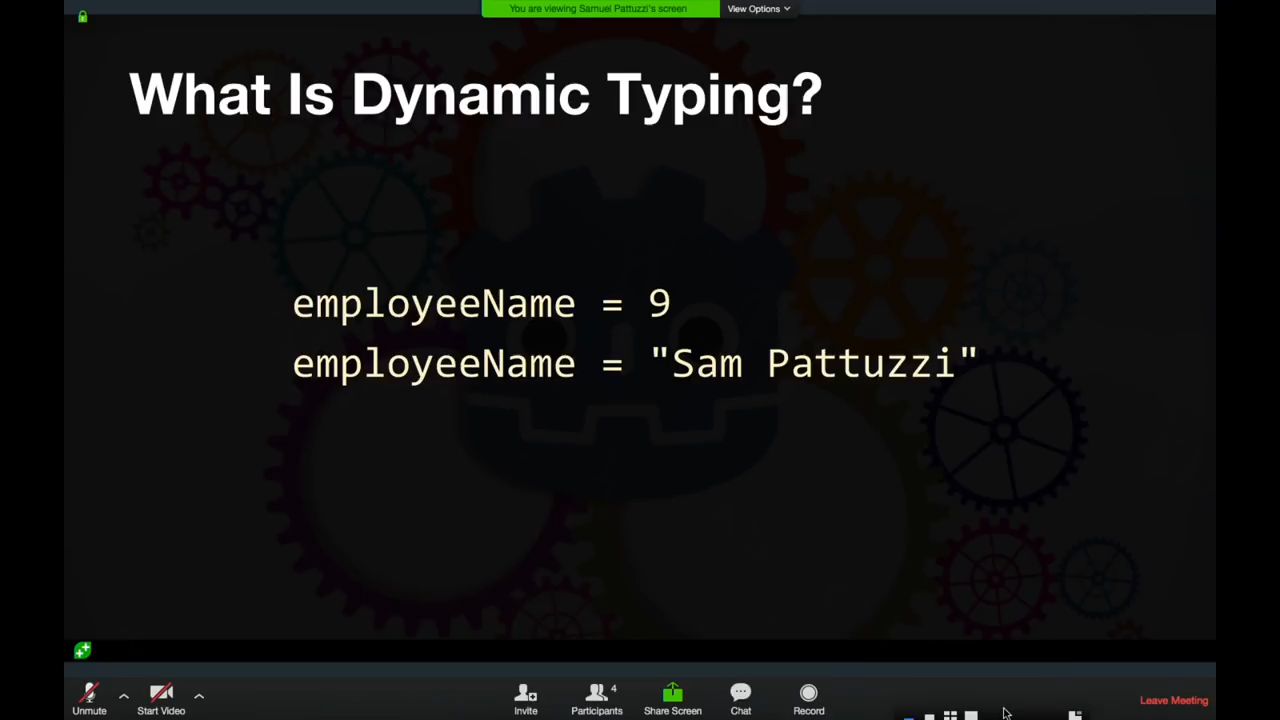 You are viewing Samuel Pattuzzi's screen
View Options
What Is Dynamic Typing?
employeeName = 9
employeeName = "Sam Pattuzzi"
Unmute
Start Video
Invite
4
Participants
Share Screen
Chat
Record
Leave Meeting